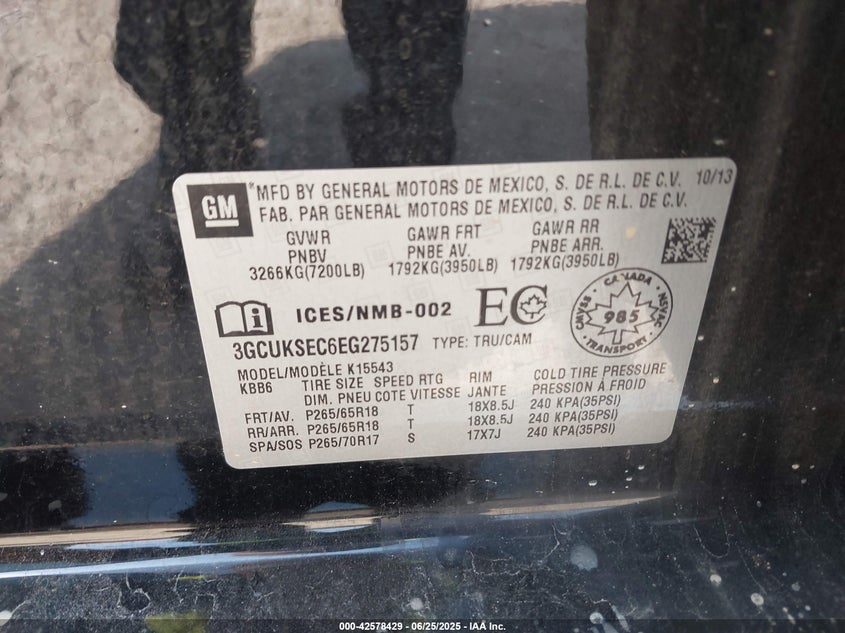 GM
*MFD BY GENERAL MOTORS DE MEXICO, S. DE R.L. DE C.V. 10/13
FAB. PAR GENERAL MOTORS DE MEXICO, S. DE R.L. DE C.V.
GVWR GAWR FRT GAWR RR
PNBV PNBE AV. PNBE ARR.
3266KG(7200LB) 1792KG(3950LB) 1792KG(3950LB)
ICES/NMB-002 EC
CANADA
CMVSS 985 NSVAC
TRANSPORT
3GCUKSEC6EG275157 TYPE: TRU/CAM
MODEL/MODÈLE K15543
KBB6 TIRE SIZE SPEED RTG RIM COLD TIRE PRESSURE
DIM. PNEU COTE VITESSE JANTE PRESSION À FROID
FRT/AV. P265/65R18 T 18X8.5J 240 KPA(35PSI)
RR/ARR. P265/65R18 T 18X8.5J 240 KPA(35PSI)
SPA/SOS P265/70R17 S 17X7J 240 KPA(35PSI)
000-42578429 - 06/25/2025 - IAA Inc.